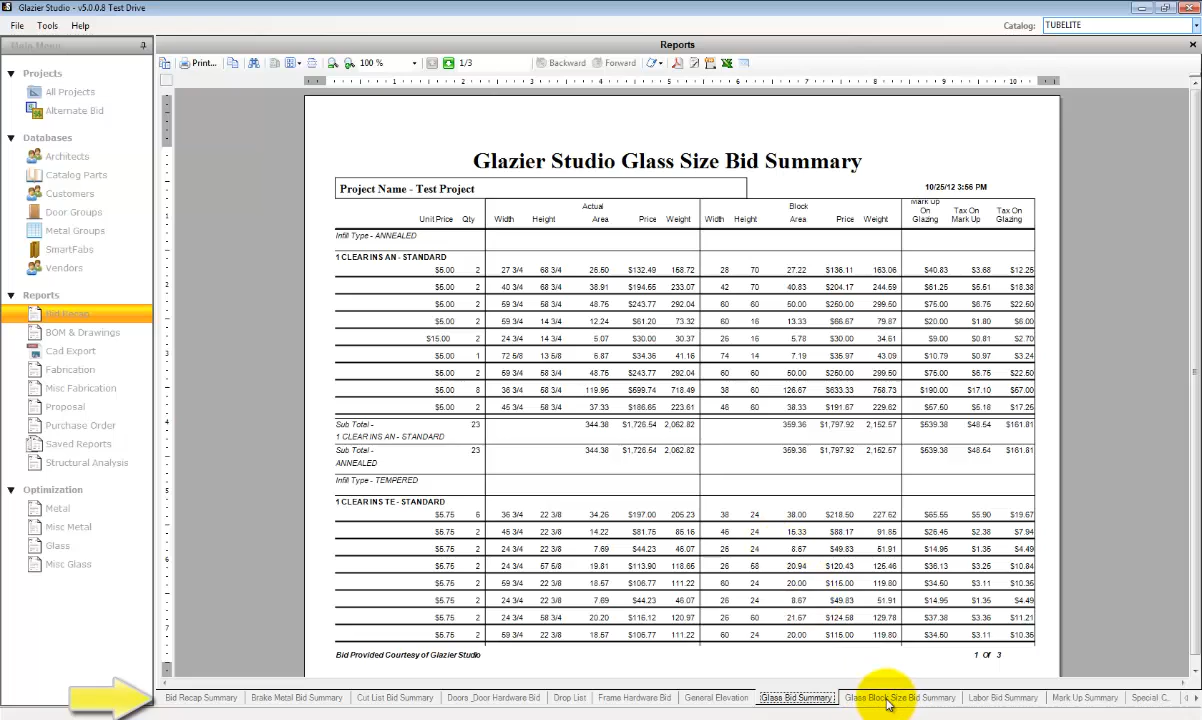 Glazier Studio - v5.0.0.8 Test Drive
File Tools Help
Catalog: TUBELITE
Main Menu
Reports
Projects
All Projects
Alternate Bid
Databases
Architects
Catalog Parts
Customers
Door Groups
Metal Groups
SmartFabs
Vendors
Reports
Bid Recap
BOM & Drawings
Cad Export
Fabrication
Misc Fabrication
Proposal
Purchase Order
Saved Reports
Structural Analysis
Optimization
Metal
Misc Metal
Glass
Misc Glass
Print... 100 % 1/3 Backward Forward
1 2 3 4 5 6 7 8 9 10
Glazier Studio Glass Size Bid Summary
Project Name - Test Project
10/25/12 3:56 PM
Actual Block Mark Up On Glazing Tax On Mark Up Tax On Glazing
Unit Price Qty Width Height Area Price Weight Width Height Area Price Weight
Infill Type - ANNEALED
1 CLEAR INS AN - STANDARD
$5.00 2 27 3/4 68 3/4 26.50 $132.49 158.72 28 70 27.22 $136.11 163.06 $40.83 $3.68 $12.25
$5.00 2 40 3/4 68 3/4 38.91 $194.55 233.07 42 70 40.83 $204.17 244.59 $61.25 $5.51 $18.38
$5.00 2 59 3/4 58 3/4 48.75 $243.77 292.04 60 60 50.00 $250.00 299.50 $75.00 $6.75 $22.50
$5.00 2 59 3/4 14 3/4 12.24 $61.20 73.32 60 16 13.33 $66.67 79.87 $20.00 $1.80 $6.00
$15.00 2 24 3/4 14 3/4 5.07 $30.00 30.37 26 16 5.78 $30.00 34.61 $9.00 $0.81 $2.70
$5.00 1 72 5/8 13 5/8 6.87 $34.36 41.16 74 14 7.19 $35.97 43.09 $10.79 $0.97 $3.24
$5.00 2 59 3/4 58 3/4 48.75 $243.77 292.04 60 60 50.00 $250.00 299.50 $75.00 $6.75 $22.50
$5.00 8 36 3/4 58 3/4 119.95 $599.74 718.49 38 60 126.67 $633.33 758.73 $190.00 $17.10 $57.00
$5.00 2 45 3/4 58 3/4 37.33 $186.65 223.61 46 60 38.33 $191.67 229.62 $57.50 $5.18 $17.25
Sub Total - 23 344.38 $1,726.54 2,062.82 359.36 $1,797.92 2,152.57 $539.38 $48.54 $161.81
1 CLEAR INS AN - STANDARD
Sub Total - 23 344.38 $1,726.54 2,062.82 359.36 $1,797.92 2,152.57 $539.38 $48.54 $161.81
ANNEALED
Infill Type - TEMPERED
1 CLEAR INS TE - STANDARD
$5.75 6 36 3/4 22 3/8 34.26 $197.00 205.23 38 24 38.00 $218.50 227.62 $65.55 $5.90 $19.67
$5.75 2 45 3/4 22 3/8 14.22 $81.75 85.16 46 24 15.33 $88.17 91.85 $26.45 $2.38 $7.94
$5.75 2 24 3/4 22 3/8 7.69 $44.23 46.07 26 24 8.67 $49.83 51.91 $14.95 $1.35 $4.49
$5.75 2 24 3/4 57 5/8 19.81 $113.90 118.65 26 58 20.94 $120.43 125.46 $36.13 $3.25 $10.84
$5.75 2 59 3/4 22 3/8 18.57 $106.77 111.22 60 24 20.00 $115.00 119.80 $34.50 $3.11 $10.35
$5.75 2 24 3/4 22 3/8 7.69 $44.23 46.07 26 24 8.67 $49.83 51.91 $14.95 $1.35 $4.49
$5.75 2 24 3/4 58 3/4 20.20 $116.12 120.97 26 60 21.67 $124.58 129.78 $37.38 $3.36 $11.21
$5.75 2 59 3/4 22 3/8 18.57 $106.77 111.22 60 24 20.00 $115.00 119.80 $34.50 $3.11 $10.35
Bid Provided Courtesy of Glazier Studio 1 Of 3
Bid Recap Summary Brake Metal Bid Summary Cut List Bid Summary Doors_Door Hardware Bid Drop List Frame Hardware Bid General Elevation Glass Bid Summary Glass Block Size Bid Summary Labor Bid Summary Mark Up Summary Special C,